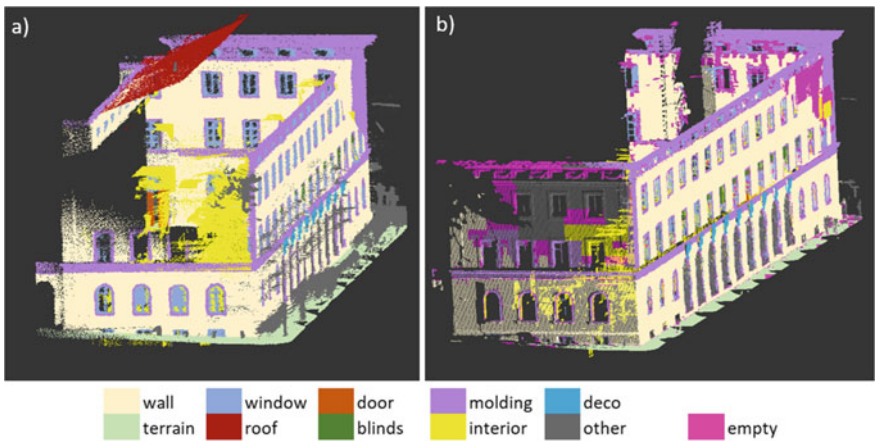 a) b)
wall window door molding deco
terrain roof blinds interior other empty